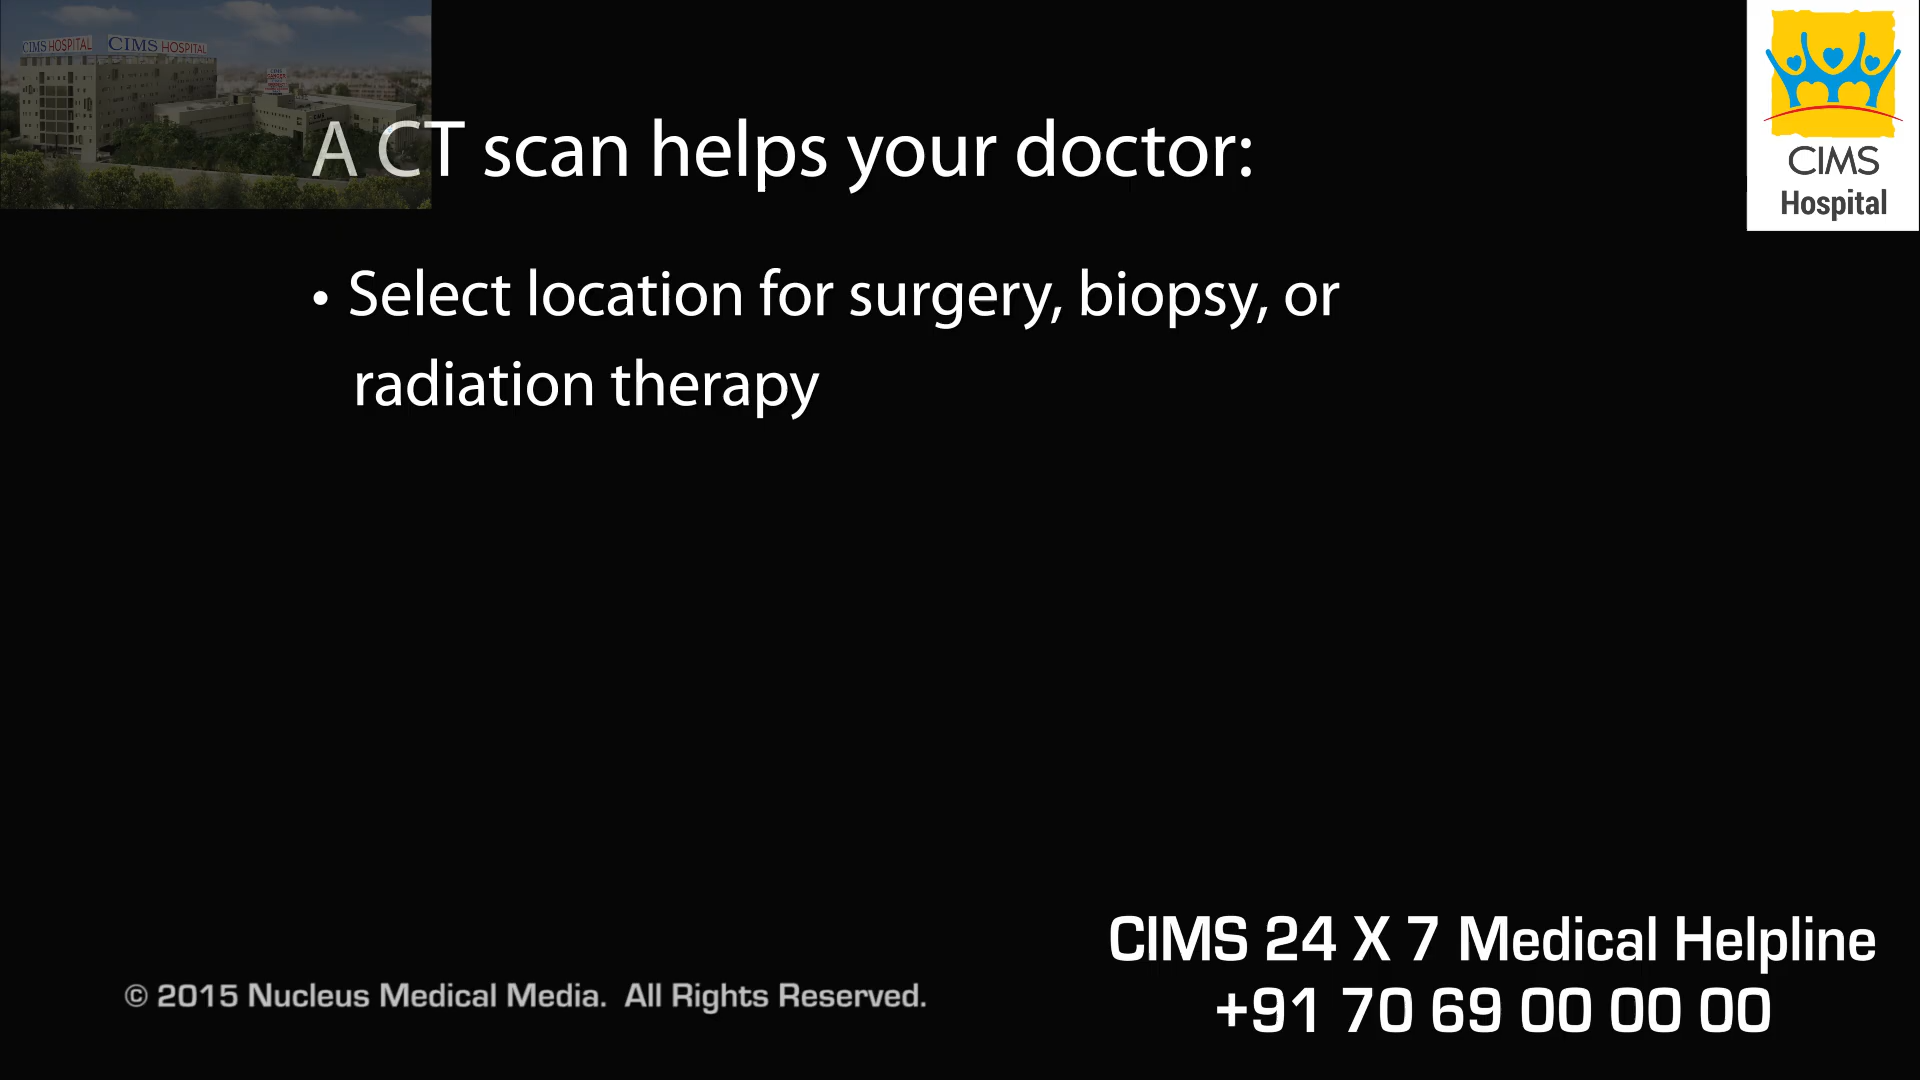 CIMS HOSPITAL CIMS HOSPITAL
A CT scan helps your doctor:
• Select location for surgery, biopsy, or
radiation therapy
CIMS
Hospital
CIMS 24 X 7 Medical Helpline
+91 70 69 00 00 00
© 2015 Nucleus Medical Media.  All Rights Reserved.